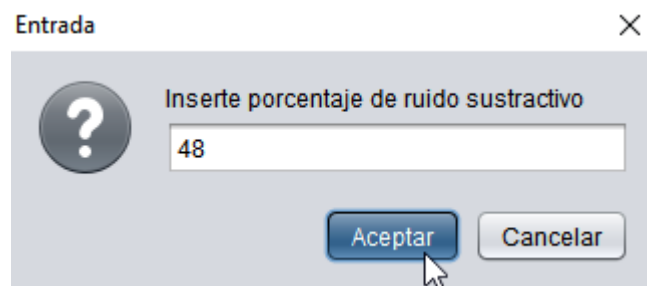 Entrada
Inserte porcentaje de ruido sustractivo
48
Aceptar Cancelar